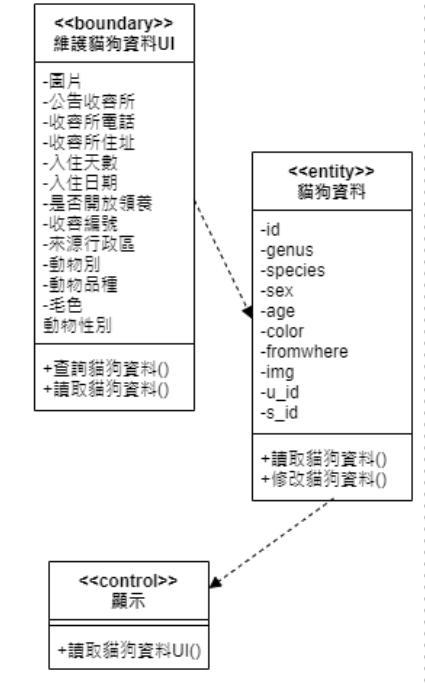 <<boundary>>
維護貓狗資料UI
-圖片
-公告收容所
-收容所電話
-收容所住址
-入住天數
-入住日期
-是否開放領養
-收容編號
-來源行政區
-動物別
-動物品種
-毛色
動物性別
+查詢貓狗資料()
+讀取貓狗資料()
<<entity>>
貓狗資料
-id
-genus
-species
-sex
-age
-color
-fromwhere
-img
-u_id
-s_id
+讀取貓狗資料()
+修改貓狗資料()
<<control>>
顯示
+讀取貓狗資料UI()